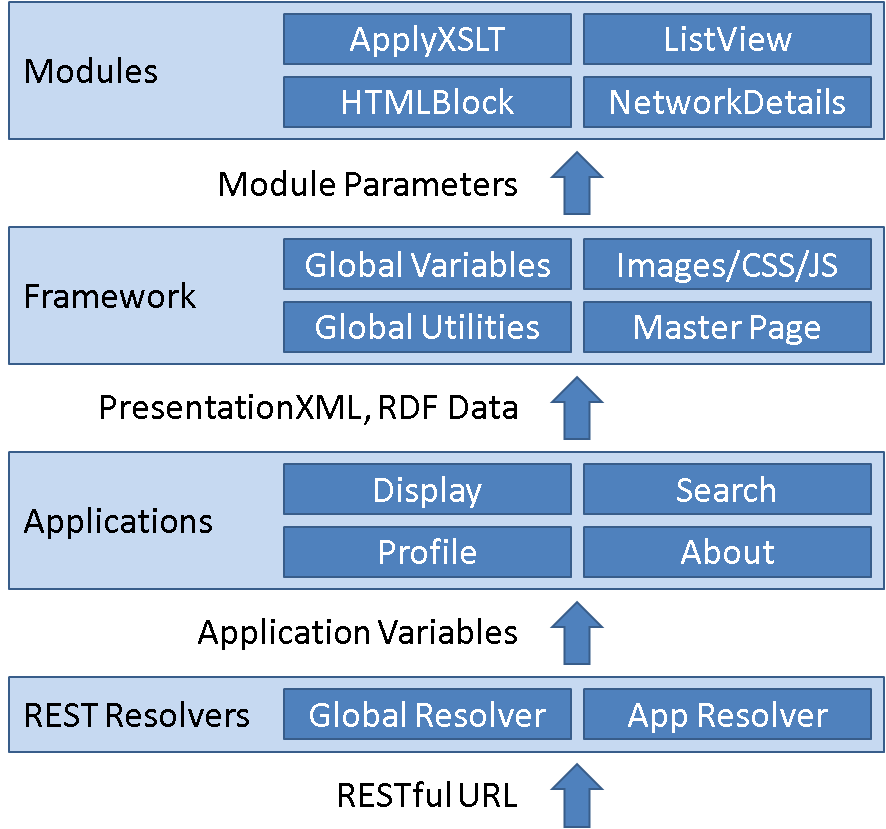 Modules
ApplyXSLT
ListView
HTMLBlock
NetworkDetails
Module Parameters
Framework
Global Variables
Images/CSS/JS
Global Utilities
Master Page
PresentationXML, RDF Data
Applications
Display
Search
Profile
About
Application Variables
REST Resolvers
Global Resolver
App Resolver
RESTful URL